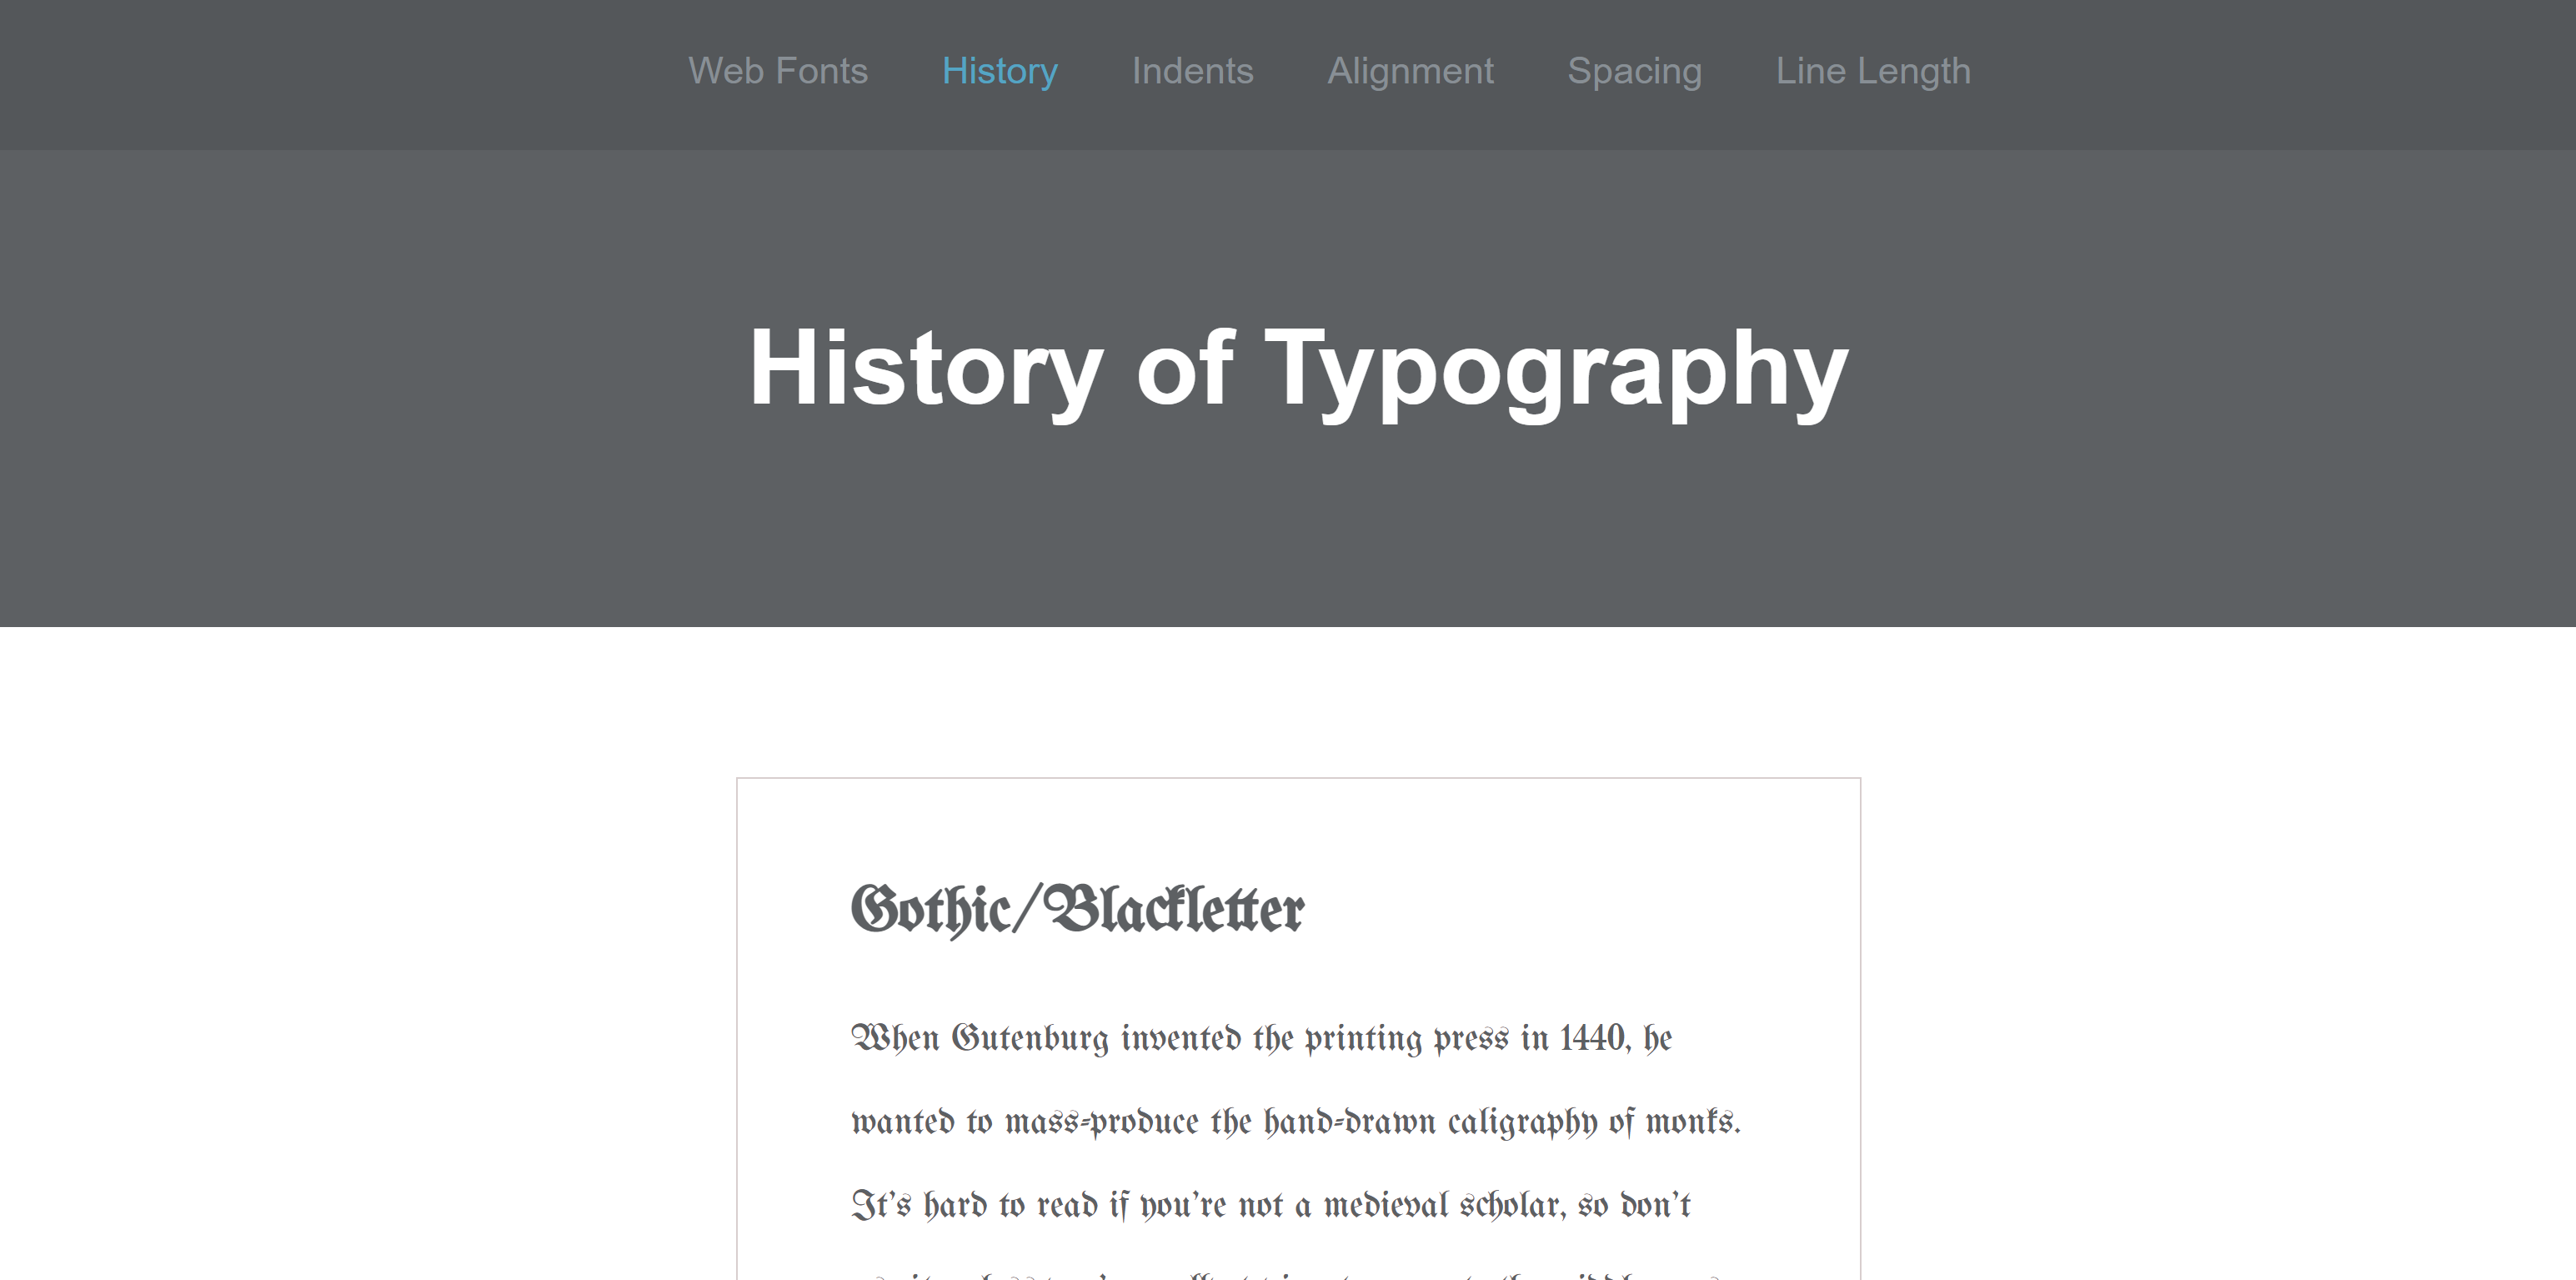 Web Fonts History Indents Alignment Spacing Line Length
History of Typography
Gothic/Blackletter
When Gutenburg invented the printing press in 1440, he
wanted to mass-produce the hand-drawn caligraphy of monks.
It’s hard to read if you’re not a medieval scholar, so don’t